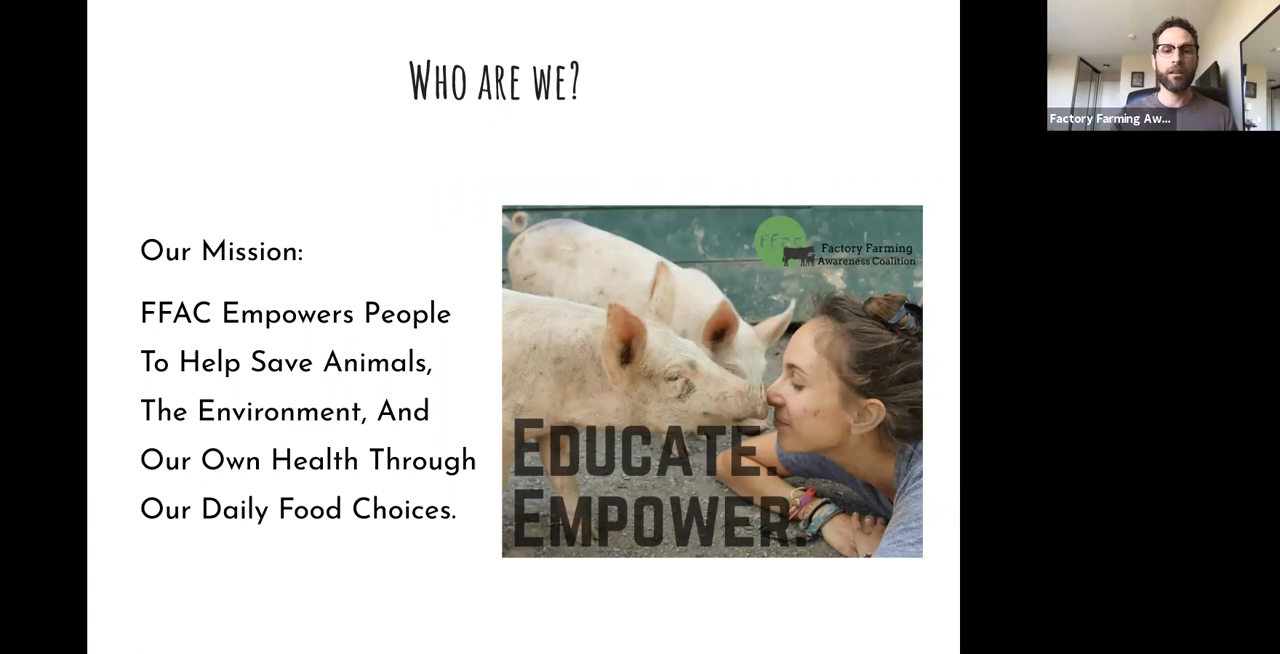 WHO ARE WE?
Factory Farming Aw...
Our Mission:
FFAC Empowers People
To Help Save Animals,
The Environment, And
Our Own Health Through
Our Daily Food Choices.
ffac
Factory Farming
Awareness Coalition
EDUCATE.
EMPOWER.